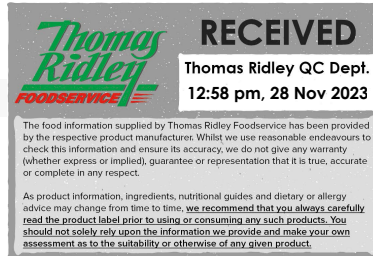 Thomas
Ridley
FOODSERVICE
RECEIVED
Thomas Ridley QC Dept.
12:58 pm, 28 Nov 2023
The food information supplied by Thomas Ridley Foodservice has been provided
by the respective product manufacturer. Whilst we use reasonable endeavours to
check this information and ensure its accuracy, we do not give any warranty
(whether express or implied), guarantee or representation that it is true, accurate
or complete in any respect.
As product information, ingredients, nutritional guides and dietary or allergy
advice may change from time to time, we recommend that you always carefully
read the product label prior to using or consuming any such products. You
should not solely rely upon the information we provide and make your own
assessment as to the suitability or otherwise of any given product.